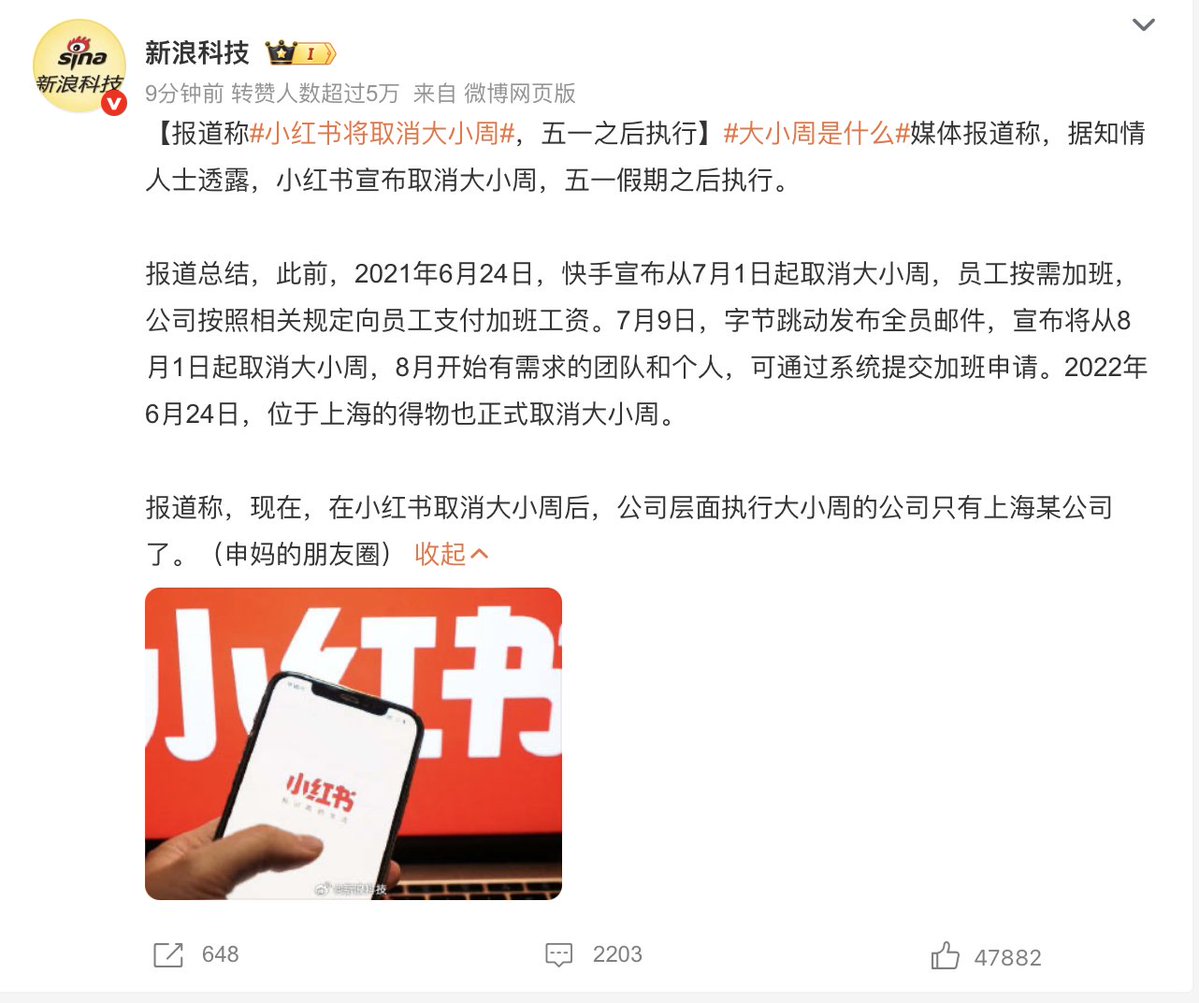 sina
新浪科技
新浪科技 I
9分钟前 转赞人数超过5万 来自 微博网页版
【报道称#小红书将取消大小周#，五一之后执行】#大小周是什么#媒体报道称，据知情
人士透露，小红书宣布取消大小周，五一假期之后执行。
报道总结，此前，2021年6月24日，快手宣布从7月1日起取消大小周，员工按需加班，
公司按照相关规定向员工支付加班工资。7月9日，字节跳动发布全员邮件，宣布将从8
月1日起取消大小周，8月开始有需求的团队和个人，可通过系统提交加班申请。2022年
6月24日，位于上海的得物也正式取消大小周。
报道称，现在，在小红书取消大小周后，公司层面执行大小周的公司只有上海某公司
了。（申妈的朋友圈） 收起
小红书
小红书
@新浪科技
648 2203 47882